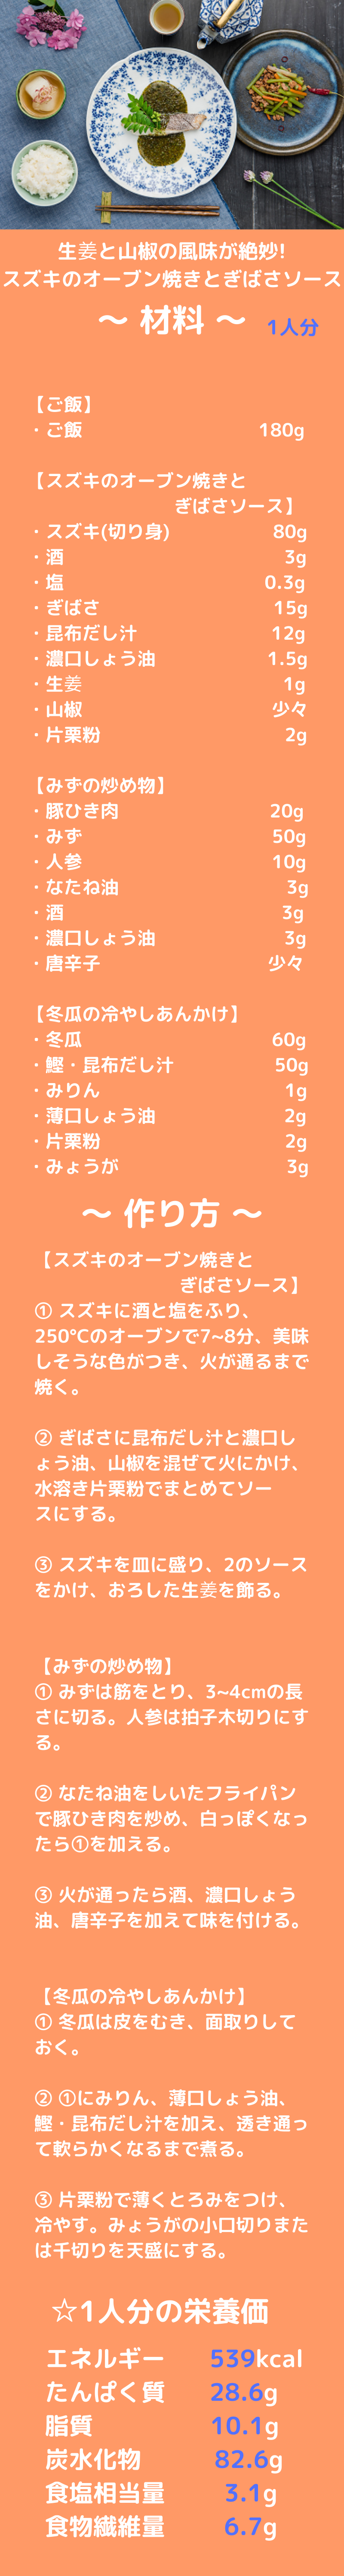 生姜と山椒の風味が絶妙!
スズキのオーブン焼きとぎばさソース
〜 材料 〜 1人分
【ご飯】
・ご飯 180g
【スズキのオーブン焼きと
ぎばさソース】
・スズキ(切り身) 80g
・酒 3g
・塩 0.3g
・ぎばさ 15g
・昆布だし汁 12g
・濃口しょう油 1.5g
・生姜 1g
・山椒 少々
・片栗粉 2g
【みずの炒め物】
・豚ひき肉 20g
・みず 50g
・人参 10g
・なたね油 3g
・酒 3g
・濃口しょう油 3g
・唐辛子 少々
【冬瓜の冷やしあんかけ】
・冬瓜 60g
・鰹・昆布だし汁 50g
・みりん 1g
・薄口しょう油 2g
・片栗粉 2g
・みょうが 3g
〜 作り方 〜
【スズキのオーブン焼きと
ぎばさソース】
① スズキに酒と塩をふり、
250℃のオーブンで7~8分、美味
しそうな色がつき、火が通るまで
焼く。
② ぎばさに昆布だし汁と濃口し
ょう油、山椒を混ぜて火にかけ、
水溶き片栗粉でまとめてソー
スにする。
③ スズキを皿に盛り、2のソース
をかけ、おろした生姜を飾る。
【みずの炒め物】
① みずは筋をとり、3~4cmの長
さに切る。人参は拍子木切りにす
る。
② なたね油をしいたフライパン
で豚ひき肉を炒め、白っぽくなっ
たら①を加える。
③ 火が通ったら酒、濃口しょう
油、唐辛子を加えて味を付ける。
【冬瓜の冷やしあんかけ】
① 冬瓜は皮をむき、面取りして
おく。
② ①にみりん、薄口しょう油、
鰹・昆布だし汁を加え、透き通っ
て軟らかくなるまで煮る。
③ 片栗粉で薄くとろみをつけ、
冷やす。みょうがの小口切りまた
は千切りを天盛にする。
☆1人分の栄養価
エネルギー 539kcal
たんぱく質 28.6g
脂質 10.1g
炭水化物 82.6g
食塩相当量 3.1g
食物繊維量 6.7g